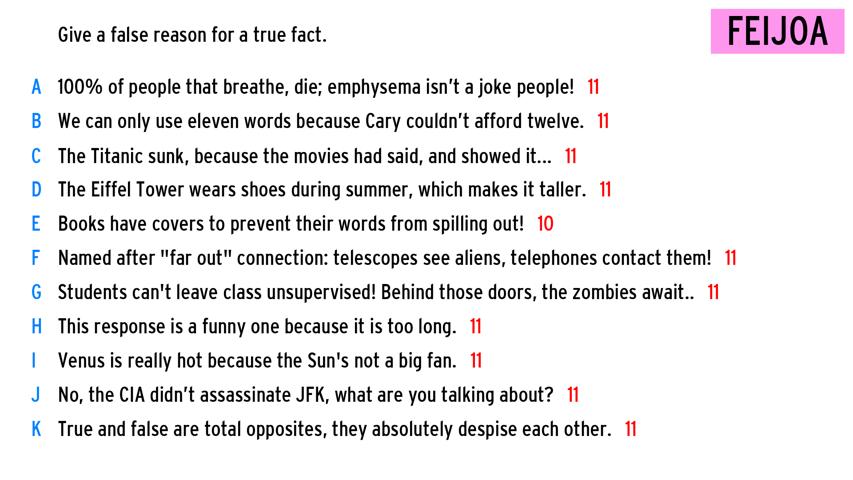 Give a false reason for a true fact.
FEIJOA
A 100% of people that breathe, die; emphysema isn't a joke people! 11
B We can only use eleven words because Cary couldn't afford twelve. 11
C The Titanic sunk, because the movies had said, and showed it... 11
D The Eiffel Tower wears shoes during summer, which makes it taller. 11
E Books have covers to prevent their words from spilling out! 10
F Named after "far out" connection: telescopes see aliens, telephones contact them! 11
G Students can't leave class unsupervised! Behind those doors, the zombies await.. 11
H This response is a funny one because it is too long. 11
I Venus is really hot because the Sun's not a big fan. 11
J No, the CIA didn't assassinate JFK, what are you talking about? 11
K True and false are total opposites, they absolutely despise each other. 11